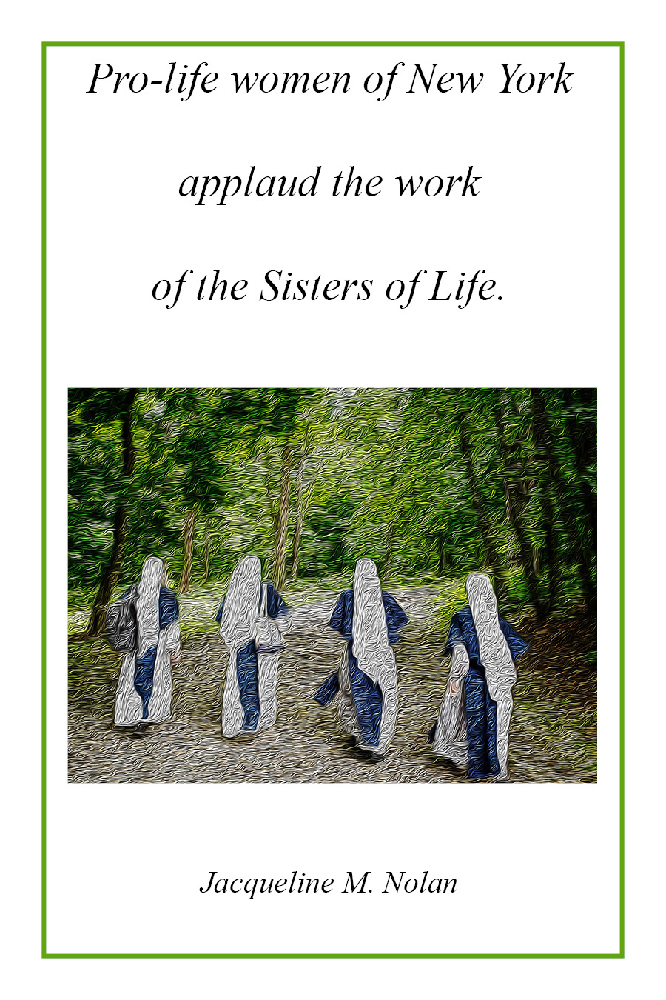 Pro-life women of New York
applaud the work
of the Sisters of Life.
Jacqueline M. Nolan